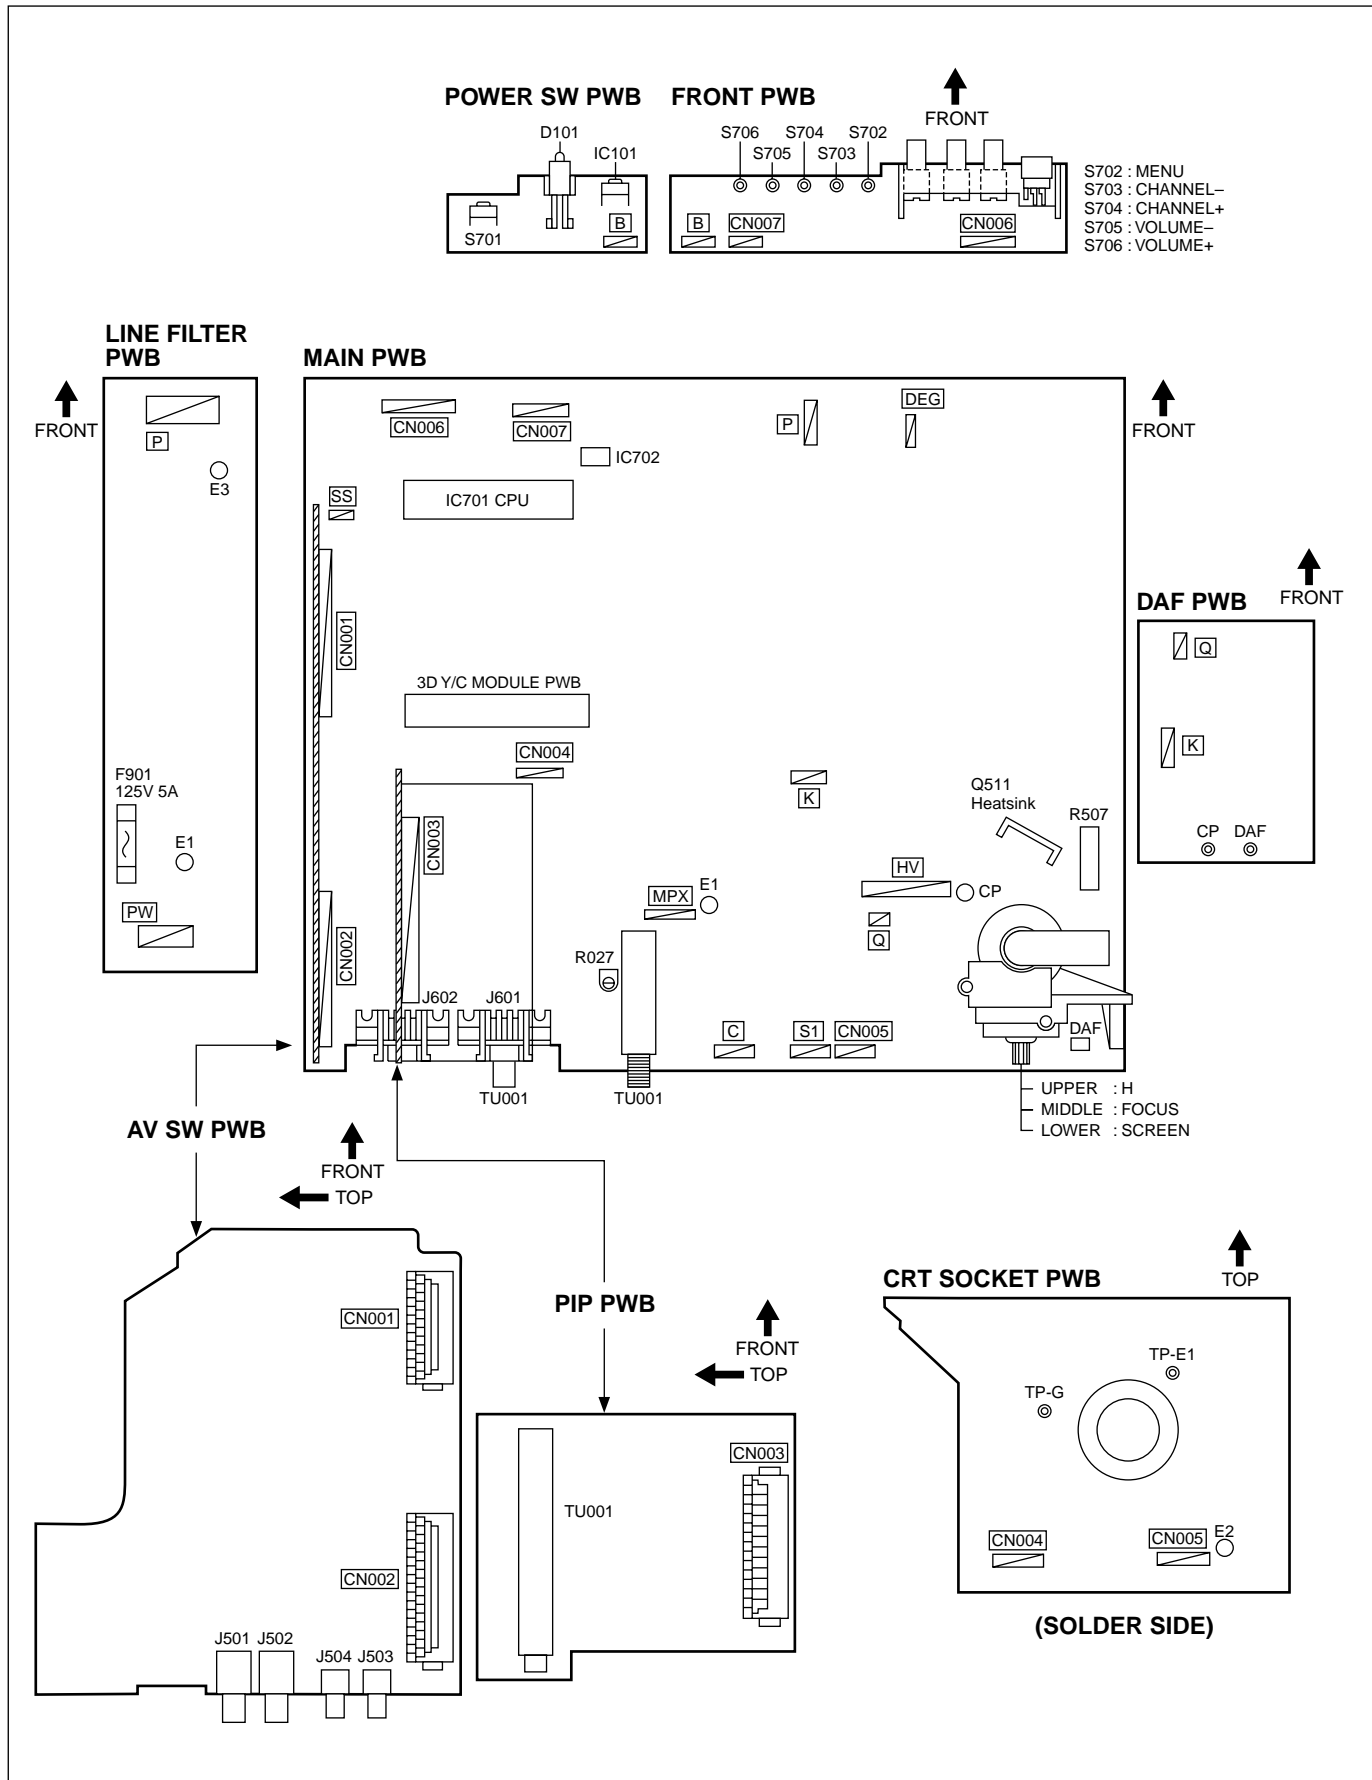 POWER SW PWB
FRONT PWB
FRONT
D101
IC101
S701
B
S706
S704
S702
S705
S703
B
CN007
CN006
S702 : MENU
S703 : CHANNEL–
S704 : CHANNEL+
S705 : VOLUME–
S706 : VOLUME+
LINE FILTER
PWB
FRONT
P
E3
F901
125V 5A
E1
PW
MAIN PWB
FRONT
CN006
CN007
P
DEG
IC702
SS
IC701 CPU
CN001
3D Y/C MODULE PWB
CN004
K
Q511
Heatsink
R507
CN003
HV
CP
MPX
E1
Q
CN002
R027
J602
J601
C
S1
CN005
DAF
TU001
TU001
UPPER : H
MIDDLE : FOCUS
LOWER : SCREEN
DAF PWB
FRONT
Q
K
CP
DAF
AV SW PWB
FRONT
TOP
CN001
CN002
J501
J502
J504
J503
PIP PWB
FRONT
TOP
CN003
TU001
CRT SOCKET PWB
TOP
TP-E1
TP-G
CN004
CN005
E2
(SOLDER SIDE)